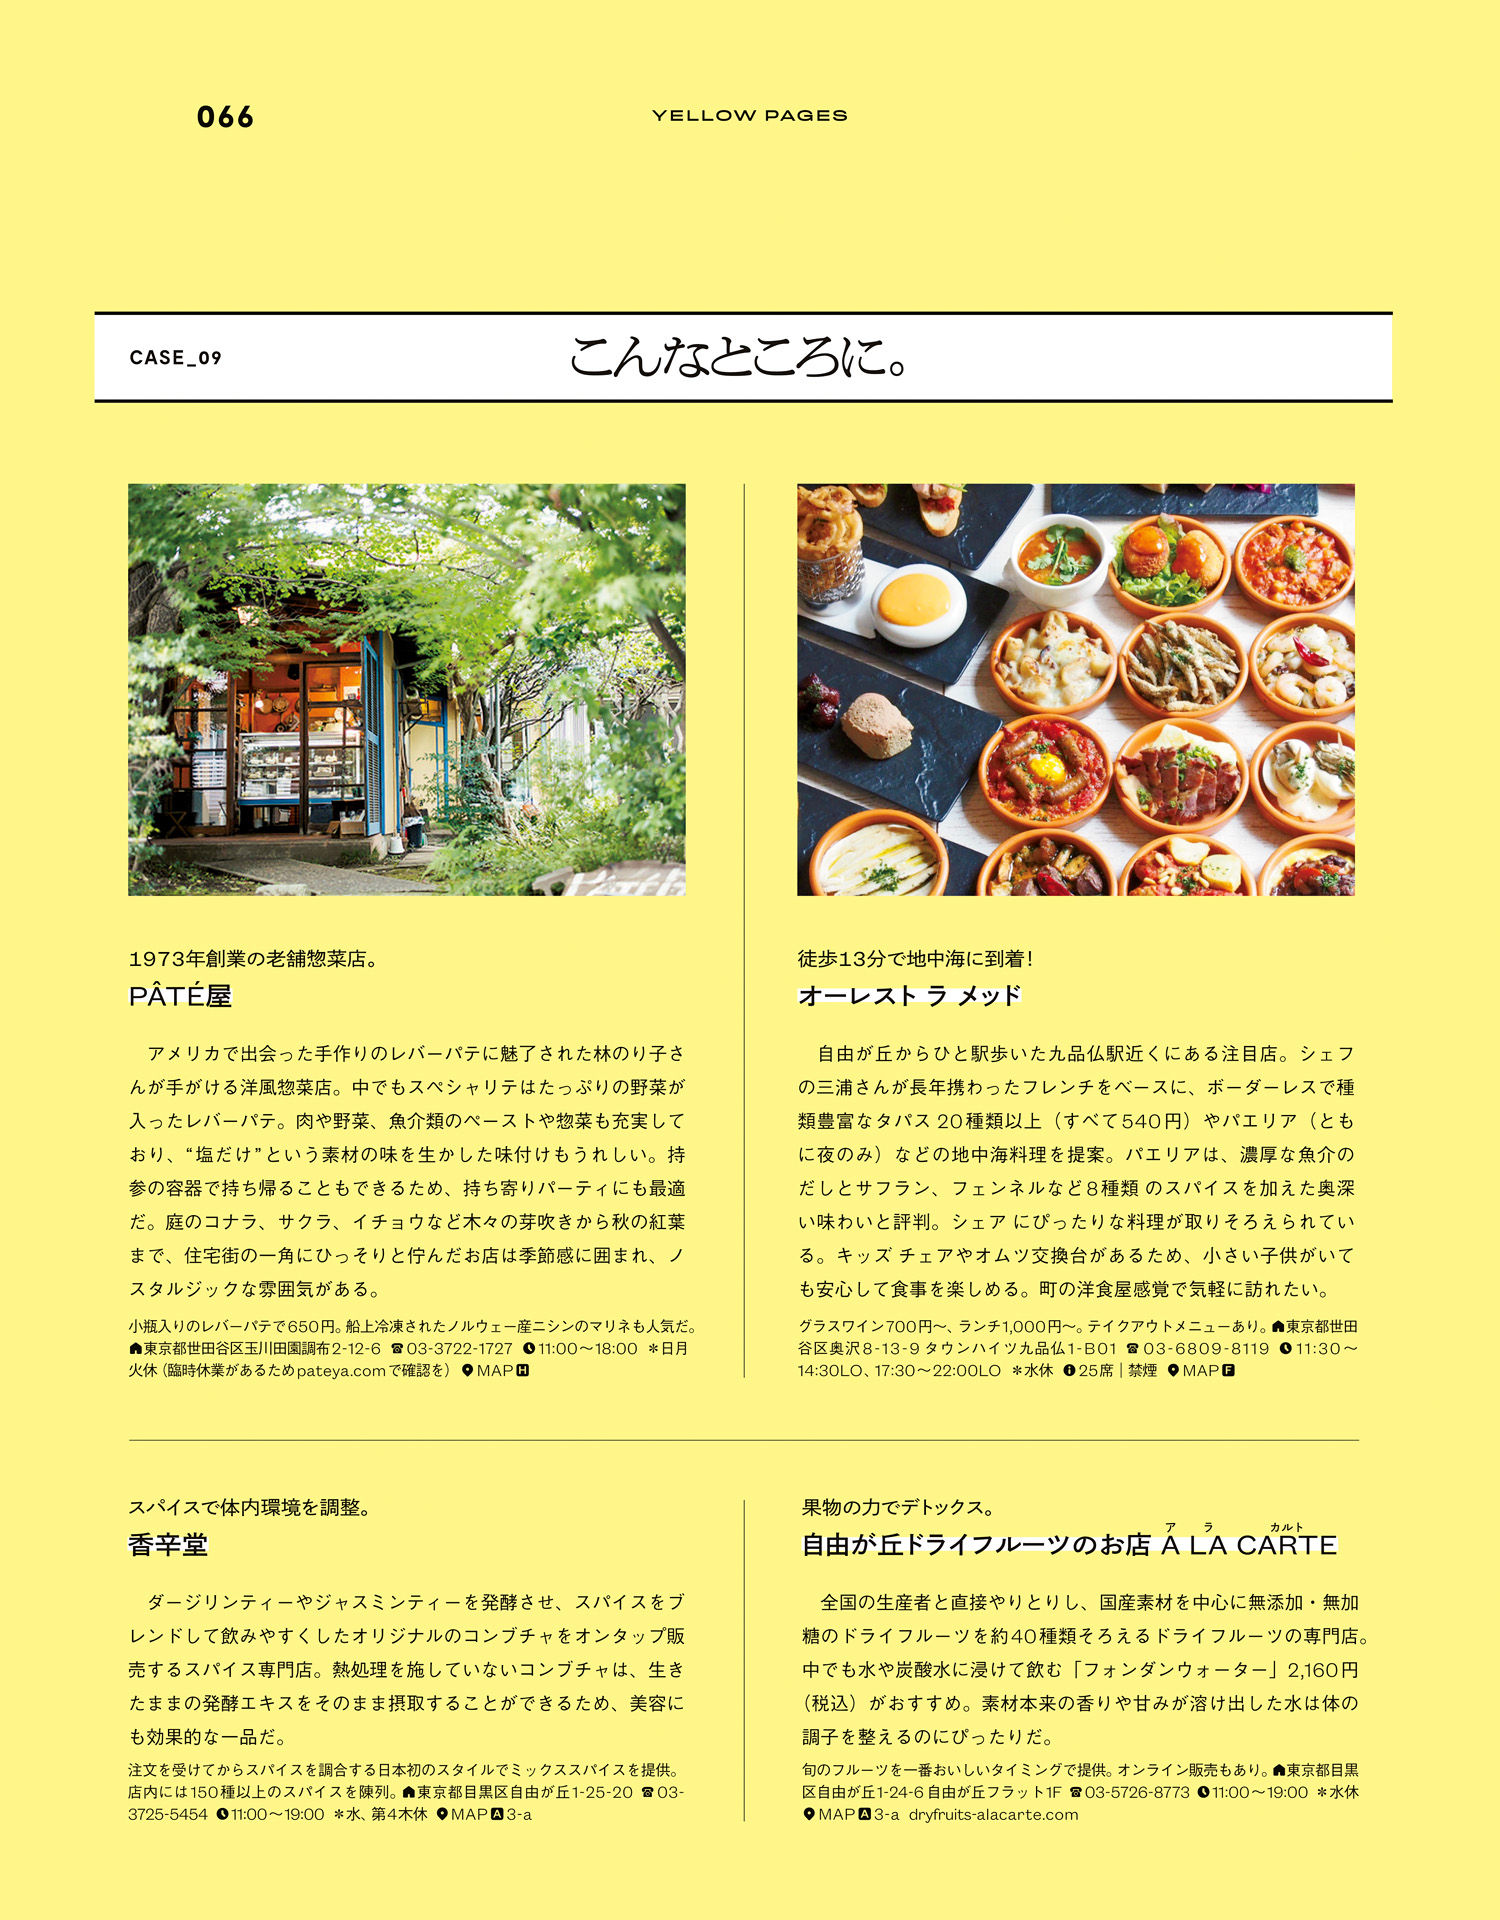 066
YELLOW PAGES
CASE_09
こんなところに。
1973年創業の老舗惣菜店。
PÂTÉ屋
アメリカで出会った手作りのレバーパテに魅了された林のり子さ
んが手がける洋風惣菜店。中でもスペシャリテはたっぷりの野菜が
入ったレバーパテ。肉や野菜、魚介類のペーストや惣菜も充実して
おり、“塩だけ”という素材の味を生かした味付けもうれしい。持
参の容器で持ち帰ることもできるため、持ち寄りパーティにも最適
だ。庭のコナラ、サクラ、イチョウなど木々の芽吹きから秋の紅葉
まで、住宅街の一角にひっそりと佇んだお店は季節感に囲まれ、ノ
スタルジックな雰囲気がある。
小瓶入りのレバーパテで650円。船上冷凍されたノルウェー産ニシンのマリネも人気だ。
東京都世田谷区玉川田園調布2-12-6 ☎03-3722-1727 11:00〜18:00 ＊日月
火休（臨時休業があるためpateya.comで確認を） MAP H
徒歩13分で地中海に到着！
オーレスト ラ メッド
自由が丘からひと駅歩いた九品仏駅近くにある注目店。シェフ
の三浦さんが長年携わったフレンチをベースに、ボーダーレスで種
類豊富なタパス 20種類以上（すべて540円）やパエリア（とも
に夜のみ）などの地中海料理を提案。パエリアは、濃厚な魚介の
だしとサフラン、フェンネルなど8種類 のスパイスを加えた奥深
い味わいと評判。シェア にぴったりな料理が取りそろえられてい
る。キッズ チェアやオムツ交換台があるため、小さい子供がいて
も安心して食事を楽しめる。町の洋食屋感覚で気軽に訪れたい。
グラスワイン700円〜、ランチ1,000円〜。テイクアウトメニューあり。東京都世田
谷区奥沢8-13-9 タウンハイツ九品仏1-B01 ☎03-6809-8119 11:30〜
14:30LO、17:30〜22:00LO ＊水休 25席｜禁煙 MAP F
スパイスで体内環境を調整。
香辛堂
ダージリンティーやジャスミンティーを発酵させ、スパイスをブ
レンドして飲みやすくしたオリジナルのコンブチャをオンタップ販
売するスパイス専門店。熱処理を施していないコンブチャは、生き
たままの発酵エキスをそのまま摂取することができるため、美容に
も効果的な一品だ。
注文を受けてからスパイスを調合する日本初のスタイルでミックススパイスを提供。
店内には150種以上のスパイスを陳列。東京都目黒区自由が丘1-25-20 ☎03-
3725-5454 11:00〜19:00 ＊水、第4木休 MAP A 3-a
果物の力でデトックス。
ア ラ カルト
自由が丘ドライフルーツのお店 A LA CARTE
全国の生産者と直接やりとりし、国産素材を中心に無添加・無加
糖のドライフルーツを約40種類そろえるドライフルーツの専門店。
中でも水や炭酸水に浸けて飲む「フォンダンウォーター」2,160円
（税込）がおすすめ。素材本来の香りや甘みが溶け出した水は体の
調子を整えるのにぴったりだ。
旬のフルーツを一番おいしいタイミングで提供。オンライン販売もあり。東京都目黒
区自由が丘1-24-6 自由が丘フラット1F ☎03-5726-8773 11:00〜19:00 ＊水休
MAP A 3-a dryfruits-alacarte.com